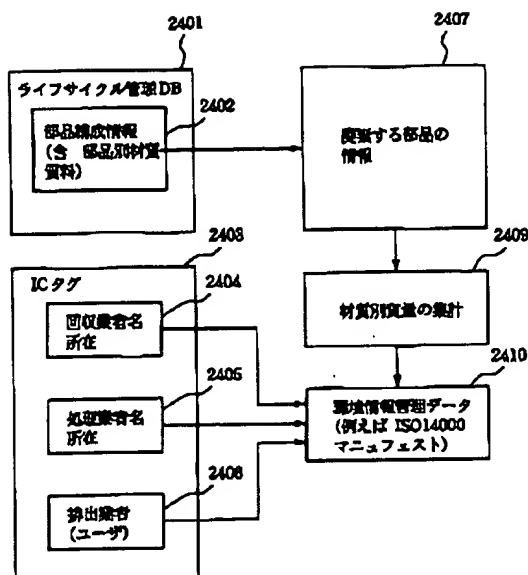 2401
ライフサイクル管理DB
2402
部品構成情報
(含 部品別材質
質料)
2407
廃棄する部品の
情報
2403
ICタグ
2404
回収業者名
所在
2405
処理業者名
所在
2406
排出業者
(ユーザ)
2409
材質別質量の集計
2410
環境情報管理データ
(例えば ISO14000
マニュフェスト)